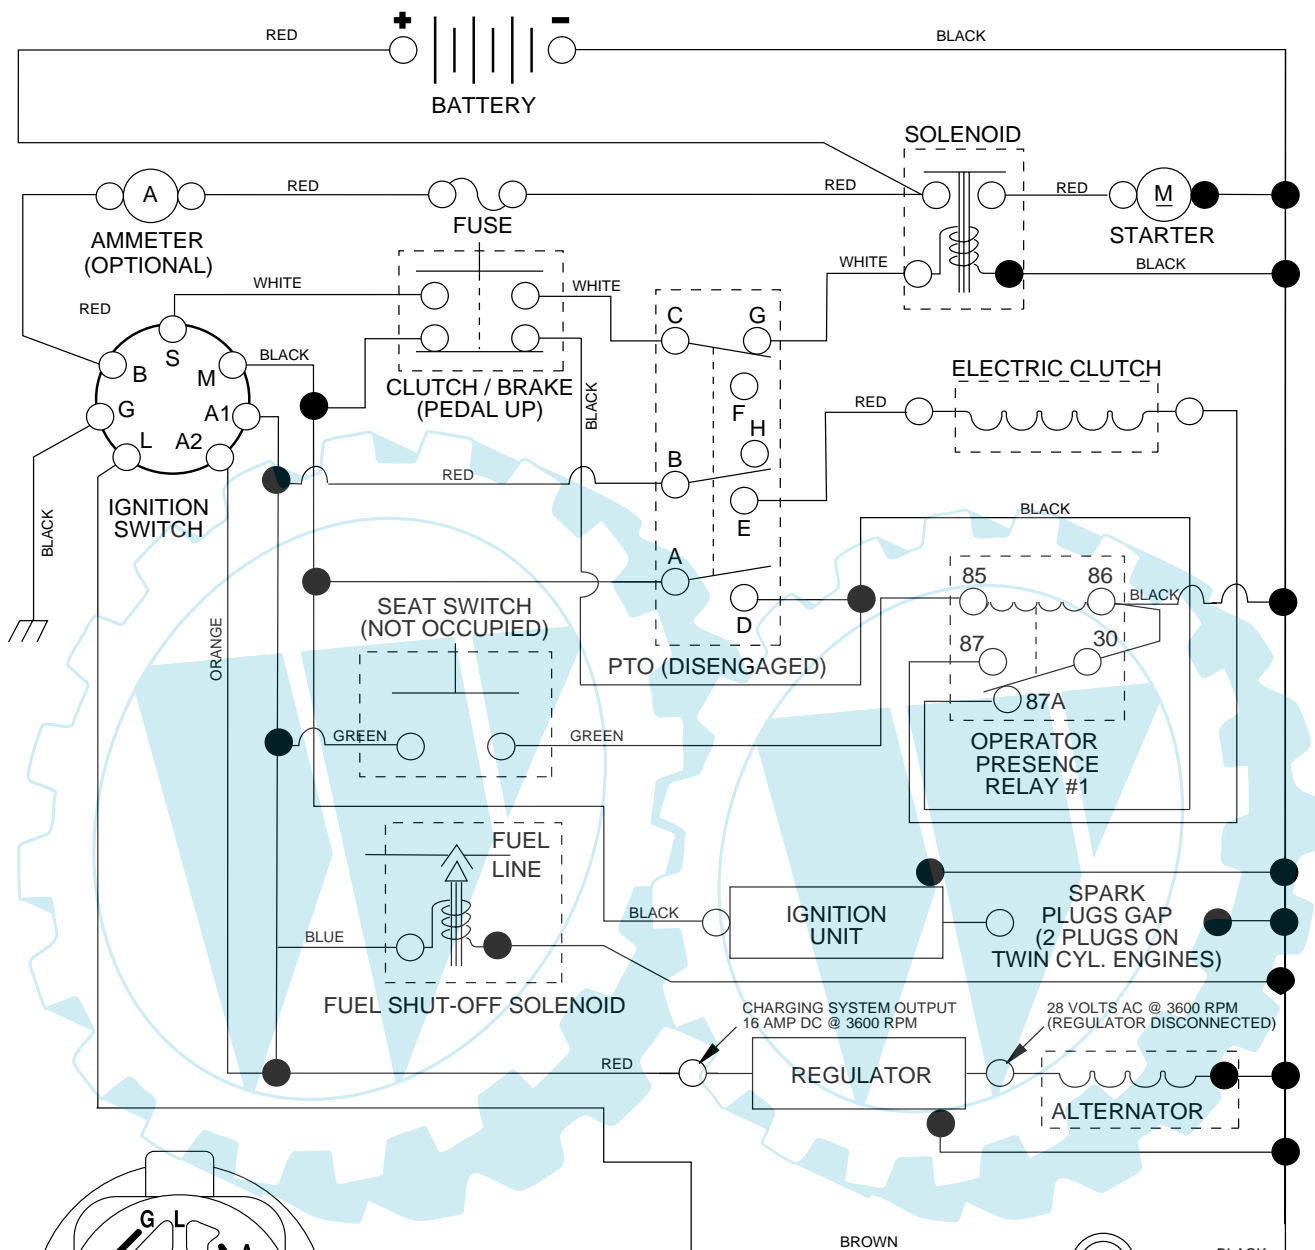 + −
RED
BLACK
BATTERY
SOLENOID
A
RED
RED
RED
M
FUSE
AMMETER
(OPTIONAL)
STARTER
WHITE
WHITE
WHITE
BLACK
RED
S
C
G
B
M
BLACK
CLUTCH / BRAKE
(PEDAL UP)
ELECTRIC CLUTCH
G
A1
F
RED
BLACK
L
A2
H
RED
B
IGNITION
SWITCH
E
BLACK
BLACK
A
85
86
BLACK
SEAT SWITCH
(NOT OCCUPIED)
D
ORANGE
87
30
PTO (DISENGAGED)
87A
GREEN
GREEN
OPERATOR
PRESENCE
RELAY #1
FUEL
LINE
BLACK
IGNITION
UNIT
SPARK
PLUGS GAP
(2 PLUGS ON
TWIN CYL. ENGINES)
BLUE
FUEL SHUT-OFF SOLENOID
CHARGING SYSTEM OUTPUT
16 AMP DC @ 3600 RPM
28 VOLTS AC @ 3600 RPM
(REGULATOR DISCONNECTED)
RED
REGULATOR
ALTERNATOR
G L
BROWN